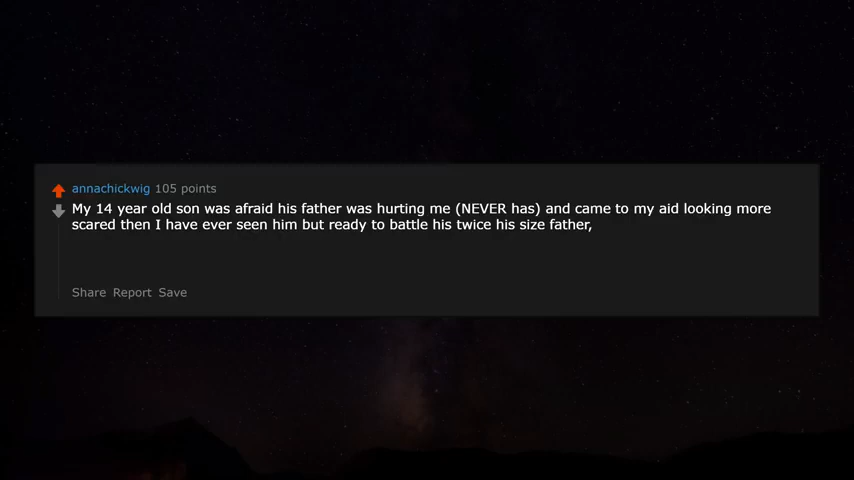 annachickwig 105 points
My 14 year old son was afraid his father was hurting me (NEVER has) and came to my aid looking more
scared then I have ever seen him but ready to battle his twice his size father,
Share Report Save